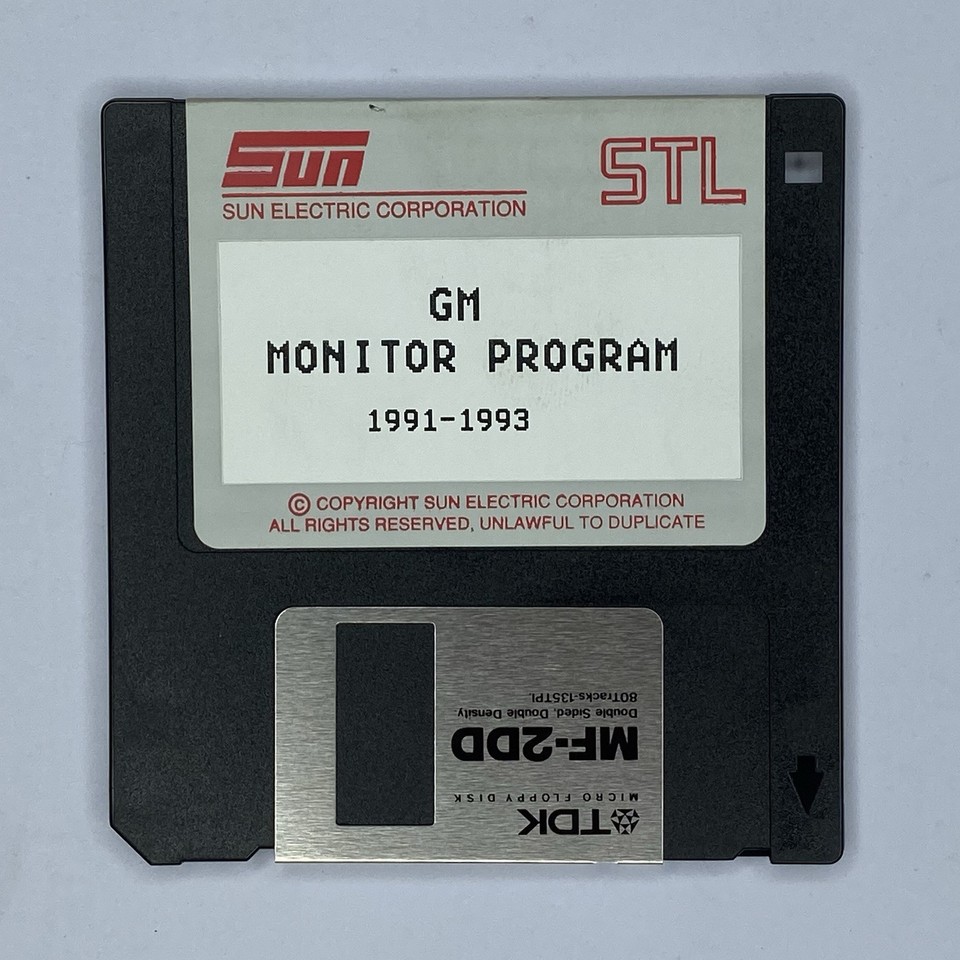 Sun STL
SUN ELECTRIC CORPORATION
GM
MONITOR PROGRAM
1991-1993
© COPYRIGHT SUN ELECTRIC CORPORATION
ALL RIGHTS RESERVED, UNLAWFUL TO DUPLICATE
TDK
MICRO FLOPPY DISK
MF-2DD
Double Sided, Double Density
80Tracks-135TPI.